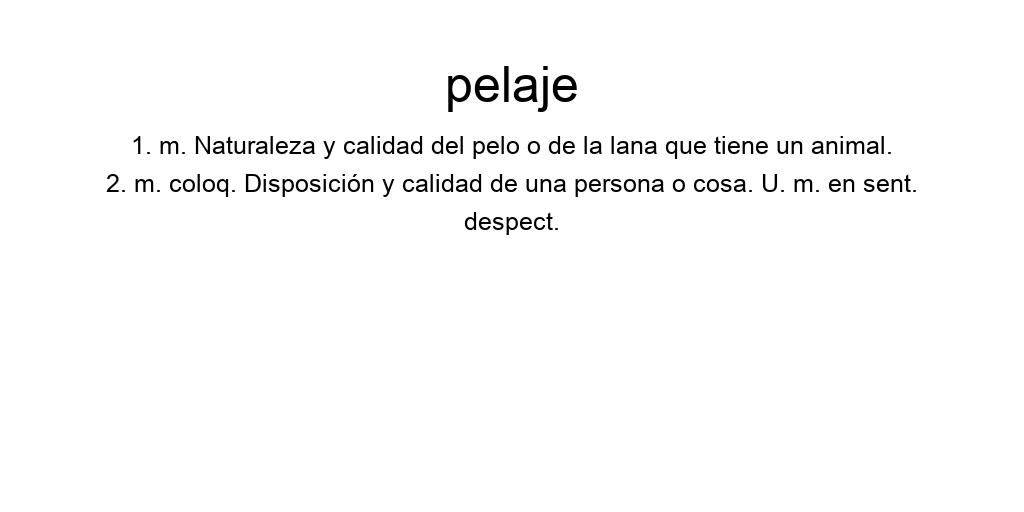 pelaje
1. m. Naturaleza y calidad del pelo o de la lana que tiene un animal.
2. m. coloq. Disposición y calidad de una persona o cosa. U. m. en sent.
despect.